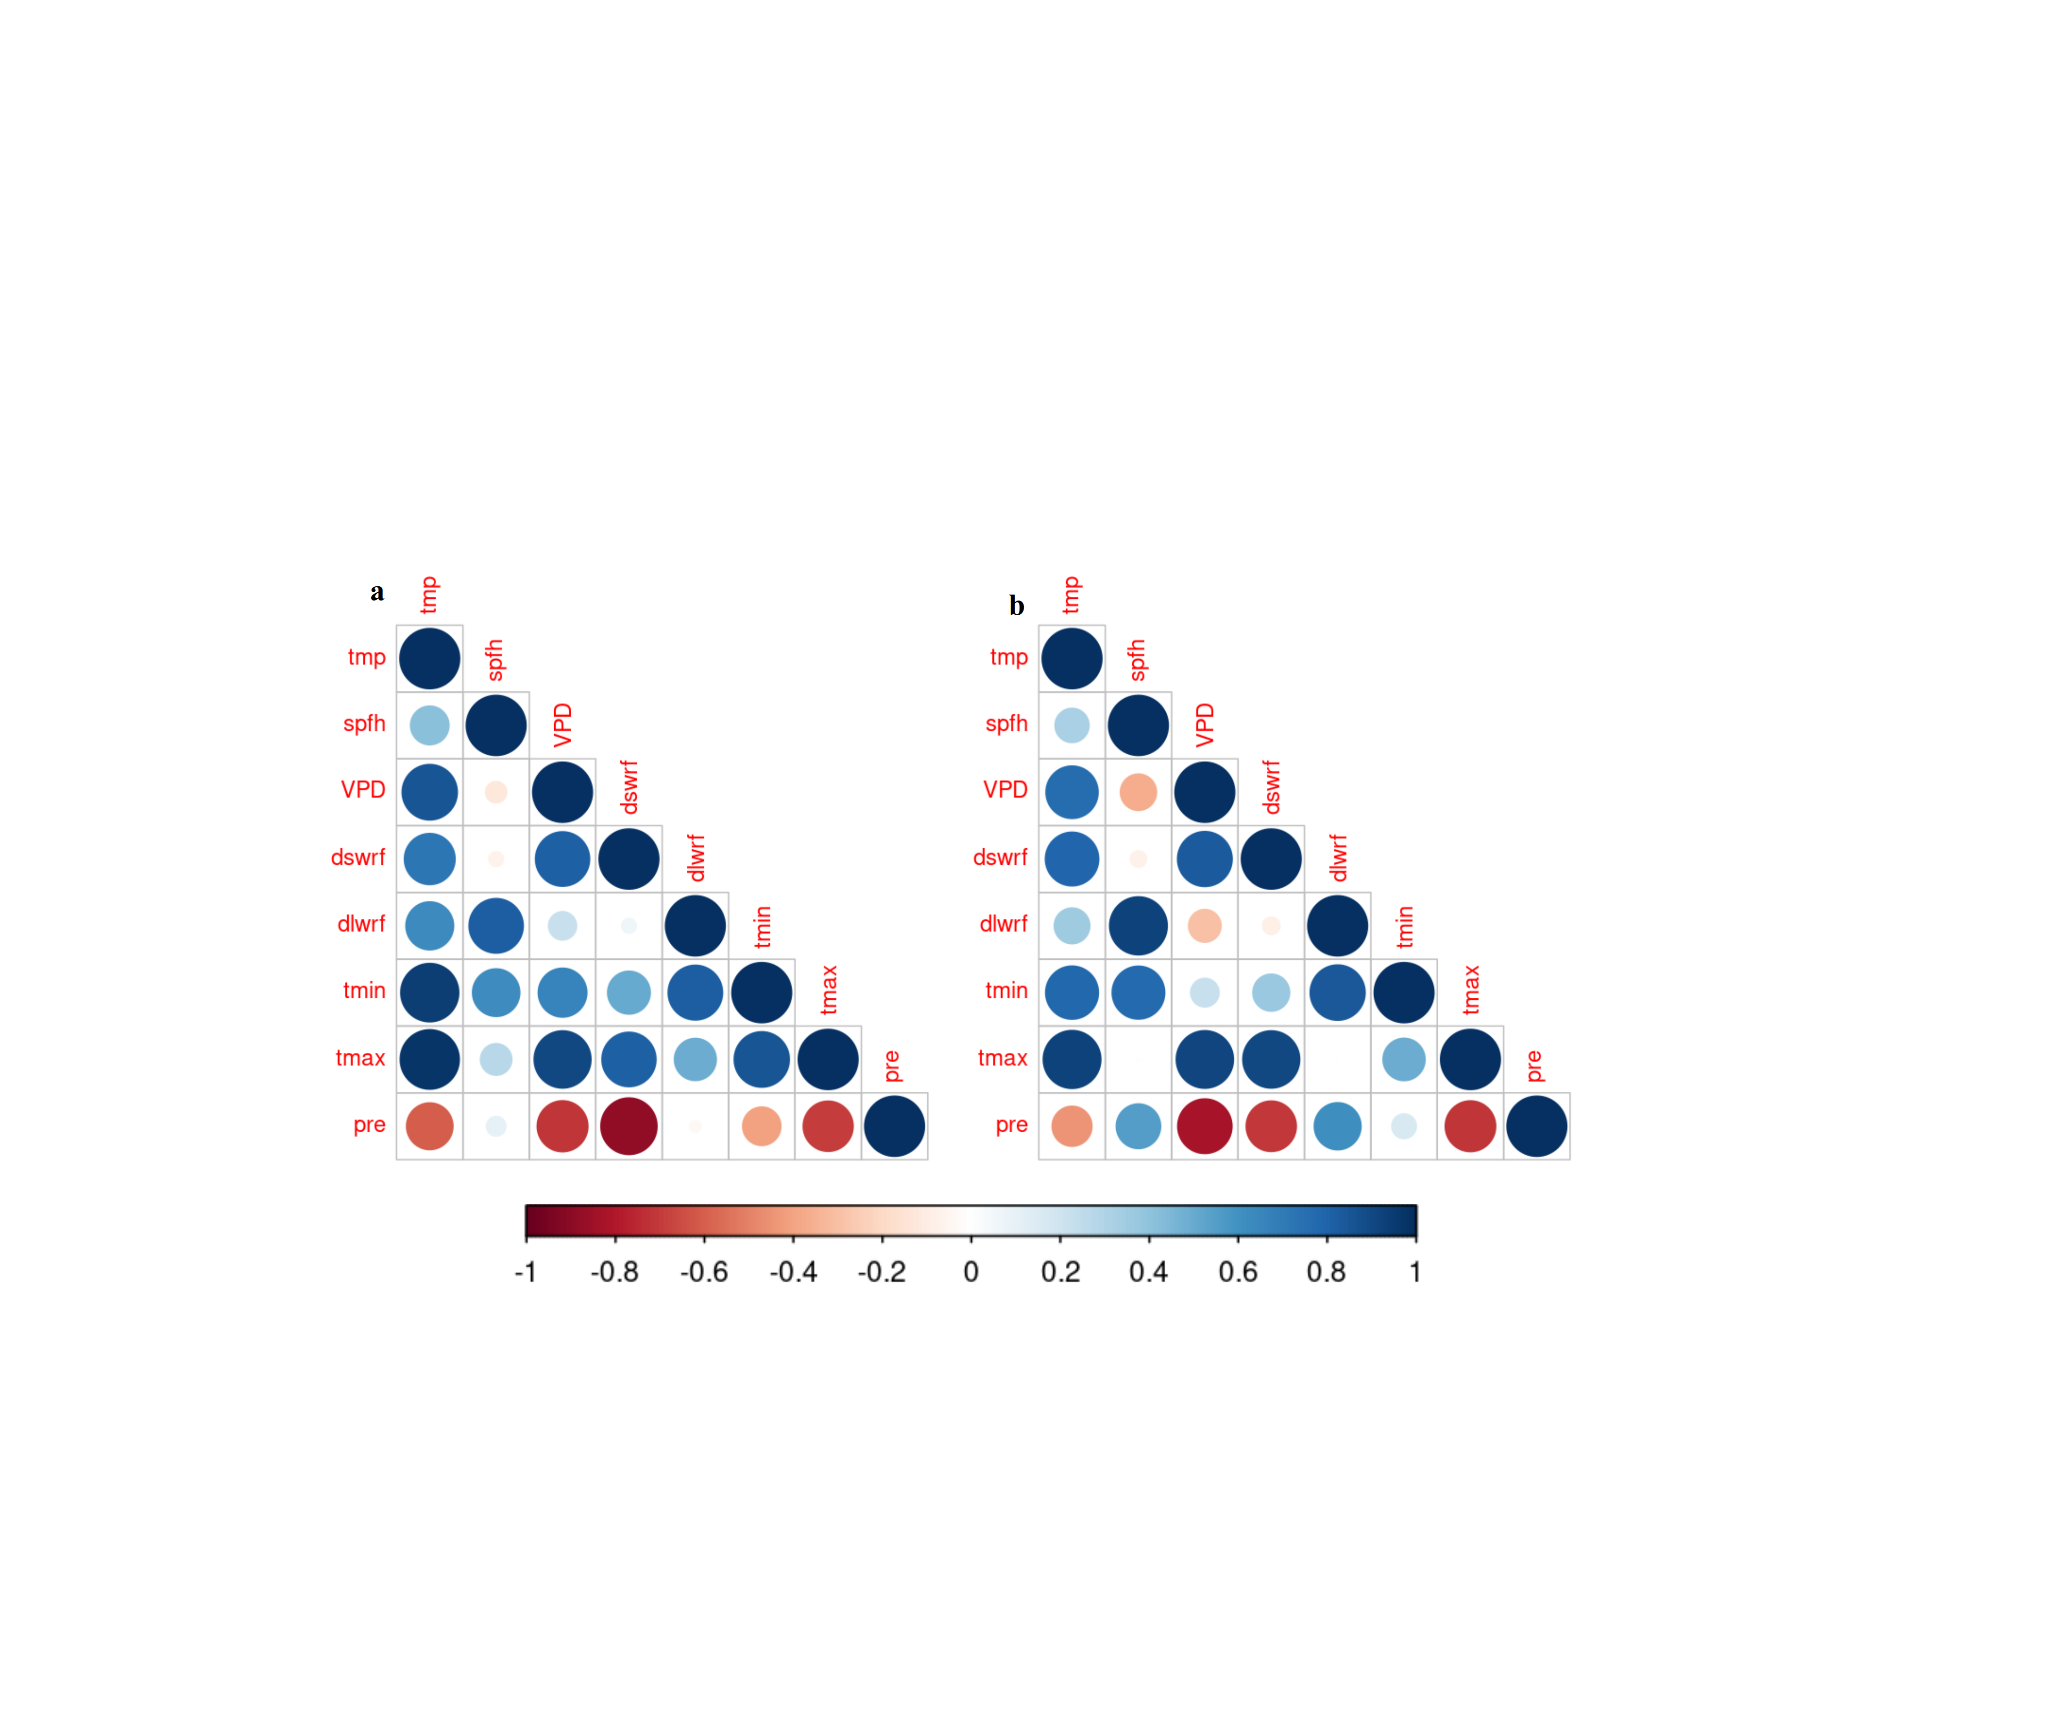 a
tmp
spfh
VPD
dswrf
dlwrf
tmin
tmax
pre
tmp
spfh
VPD
dswrf
dlwrf
tmin
tmax
pre
b
tmp
spfh
VPD
dswrf
dlwrf
tmin
tmax
pre
tmp
spfh
VPD
dswrf
dlwrf
tmin
tmax
pre
-1 -0.8 -0.6 -0.4 -0.2 0 0.2 0.4 0.6 0.8 1